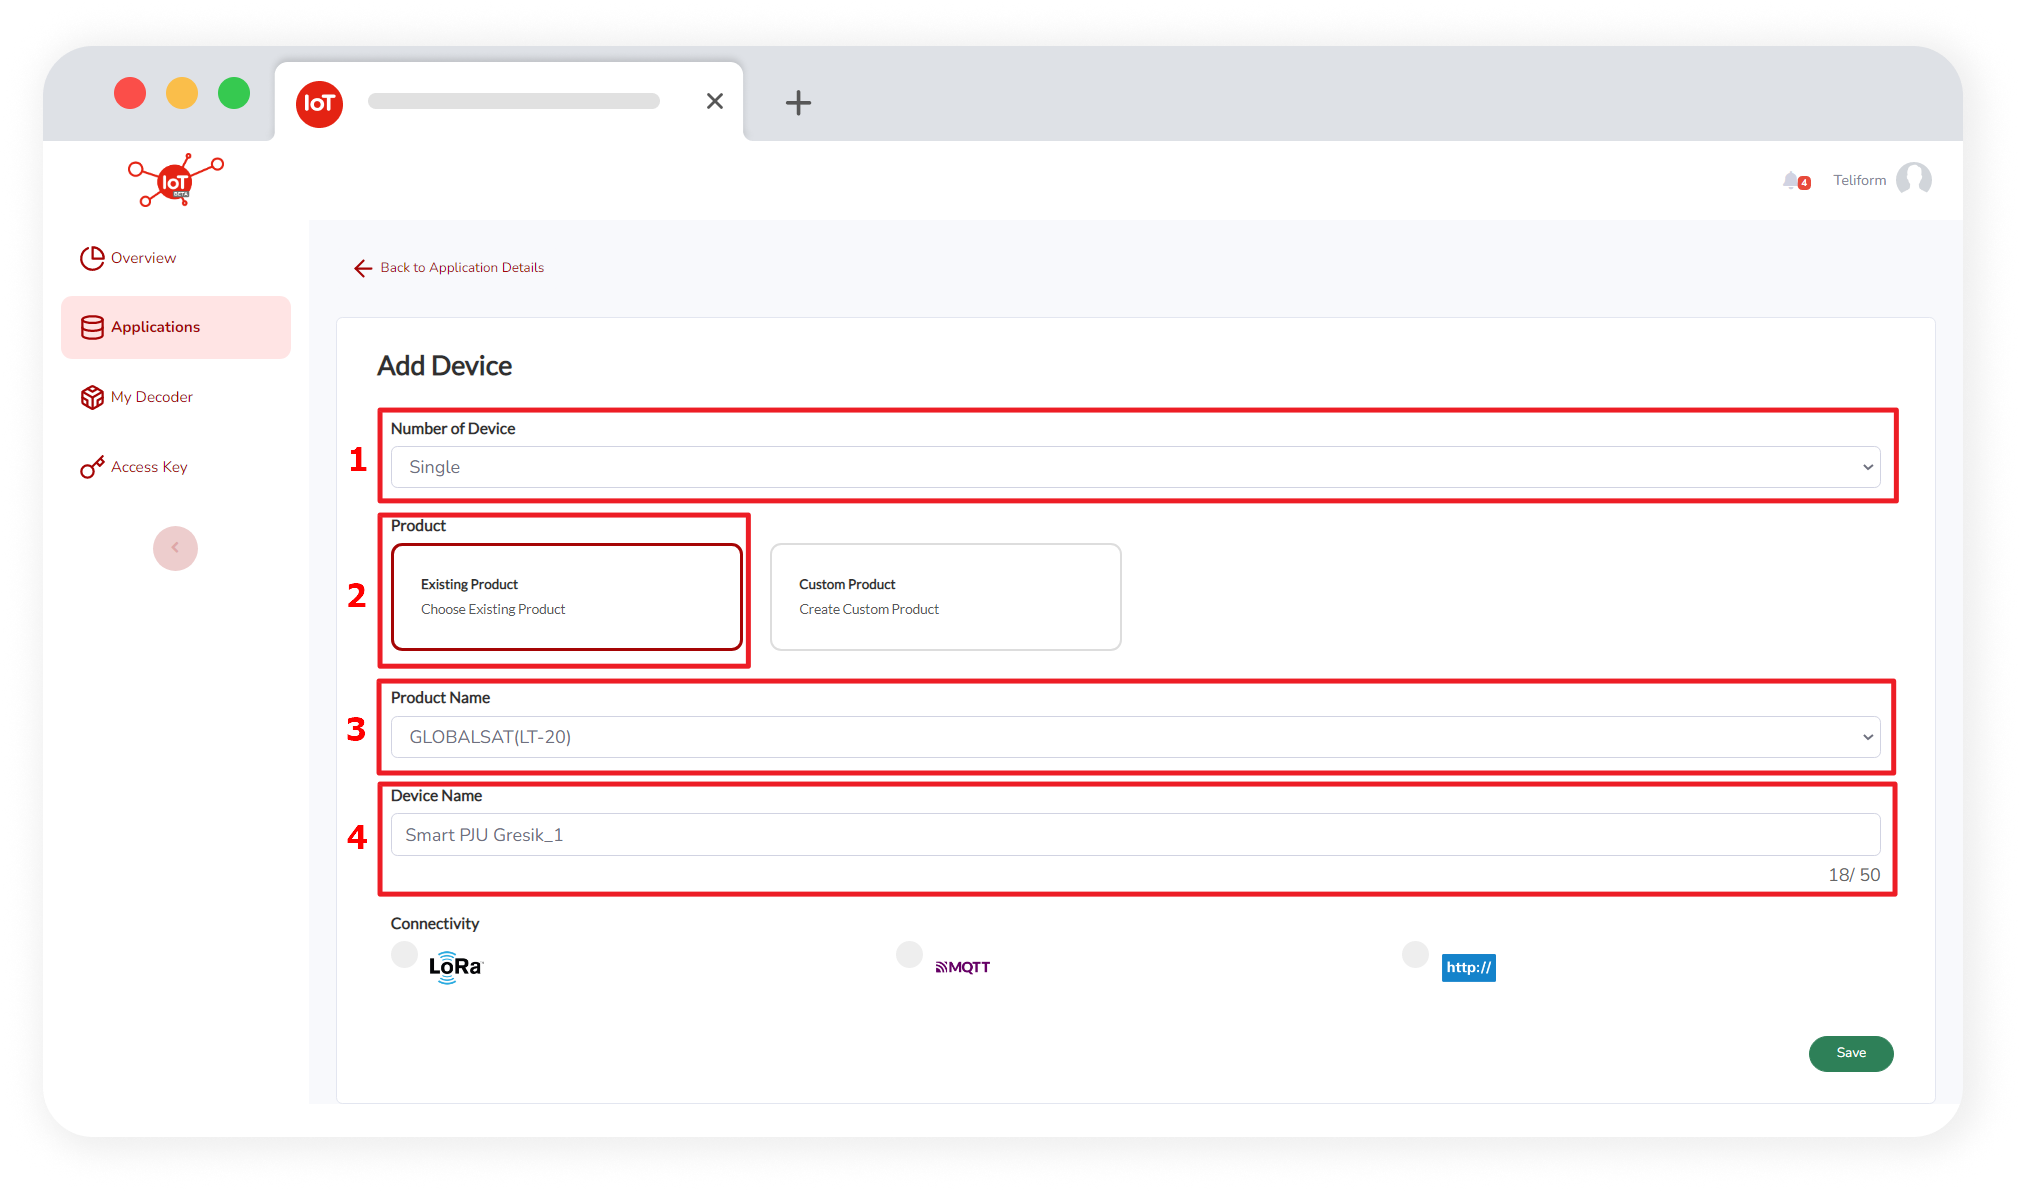 IoT
IoT
4
Teliform
Overview
Applications
My Decoder
Access Key
Back to Application Details
Add Device
1
Number of Device
Single
2
Product
Existing Product
Choose Existing Product
Custom Product
Create Custom Product
3
Product Name
GLOBALSAT(LT-20)
4
Device Name
Smart PJU Gresik_1
18/ 50
Connectivity
LoRa
MQTT
http://
Save